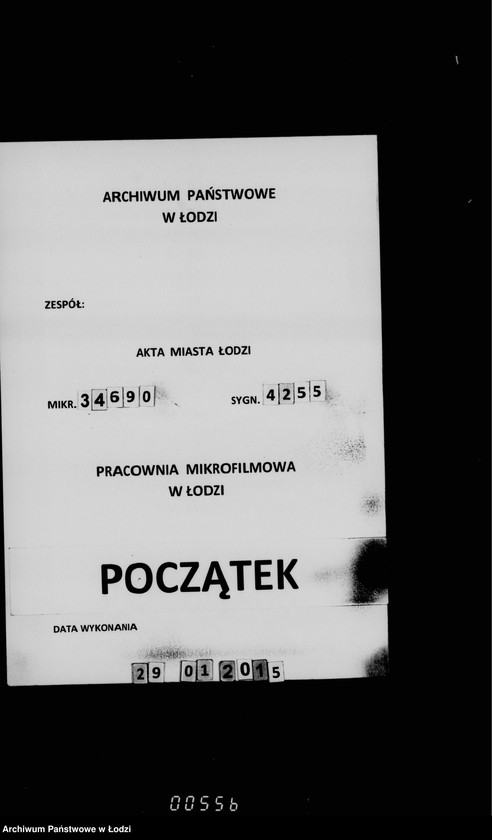 ARCHIWUM PAŃSTWOWE
W ŁODZI
ZESPÓŁ:
AKTA MIASTA ŁODZI
MIKR. 34690 SYGN. 4255
PRACOWNIA MIKROFILMOWA
W ŁODZI
POCZĄTEK
DATA WYKONANIA
29 01 2015
00556
Archiwum Państwowe w Łodzi